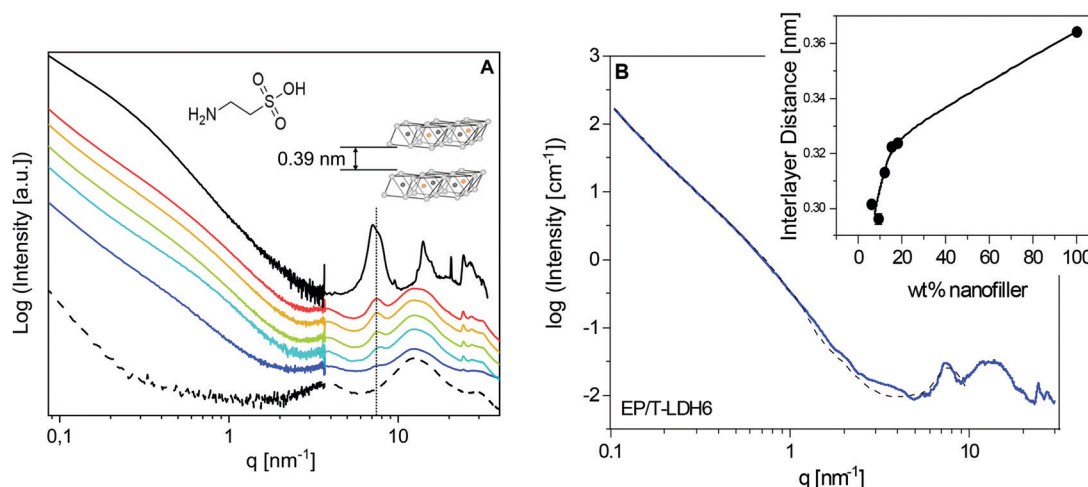 A
Log (Intensity [a.u.])
H₂N
O
S
OH
O
0.39 nm
0,1
1
10
q [nm⁻¹]
B
log (Intensity [cm⁻¹)
3
2
1
0
-1
-2
EP/T-LDH6
0.1
1
10
q [nm⁻¹]
Interlayer Distance [nm]
0.36
0.34
0.32
0.30
0 20 40 60 80 100
wt% nanofiller